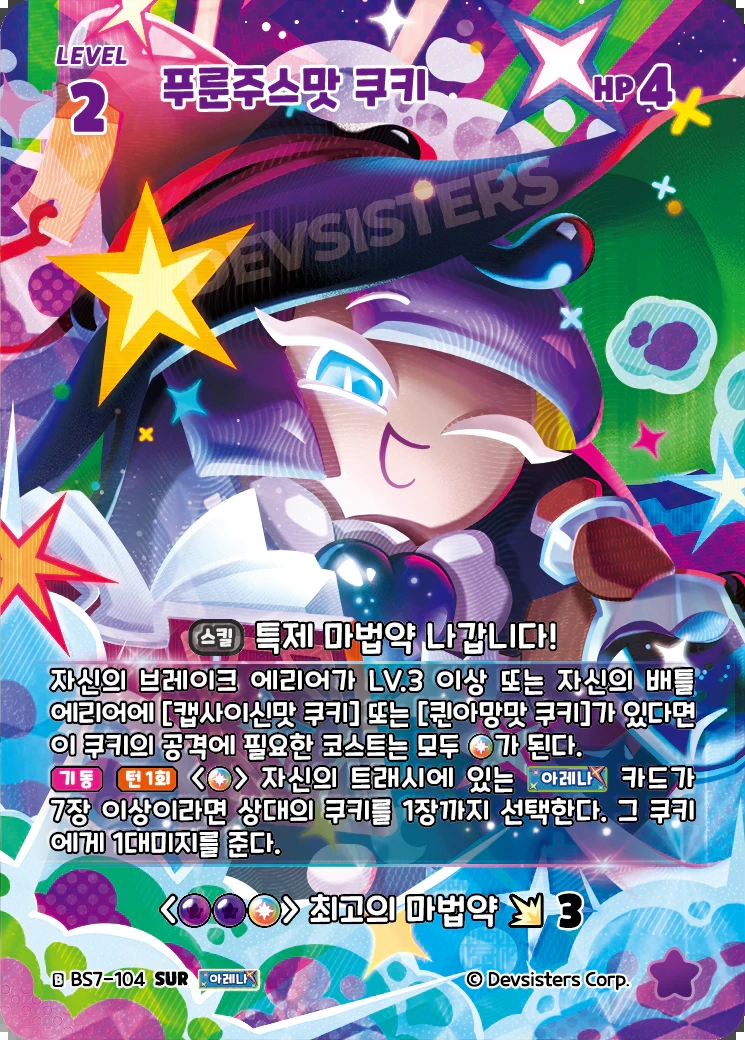 LEVEL
2
푸룬주스맛 쿠키
HP 4
DEVSISTERS
스킬 특제 마법약 나갑니다!
자신의 브레이크 에리어가 LV.3 이상 또는 자신의 배틀
에리어에 [캡사이신맛 쿠키] 또는 [퀸아망맛 쿠키]가 있다면
이 쿠키의 공격에 필요한 코스트는 모두 가 된다.
기동 턴1회 < > 자신의 트래시에 있는 아레나 카드가
7장 이상이라면 상대의 쿠키를 1장까지 선택한다. 그 쿠키
에게 1대미지를 준다.
< > 최고의 마법약 3
B BS7-104 SUR 아레나
© Devsisters Corp.